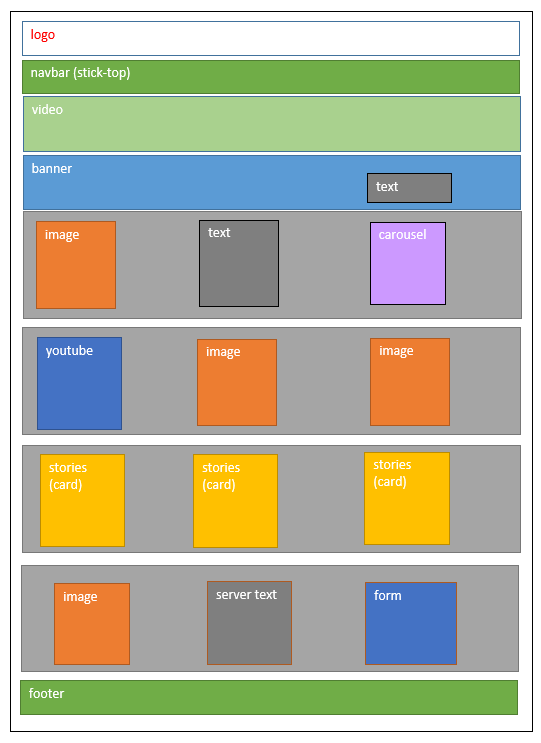 logo
navbar (stick-top)
video
banner
text
image
text
carousel
youtube
image
image
stories
(card)
stories
(card)
stories
(card)
image
server text
form
footer